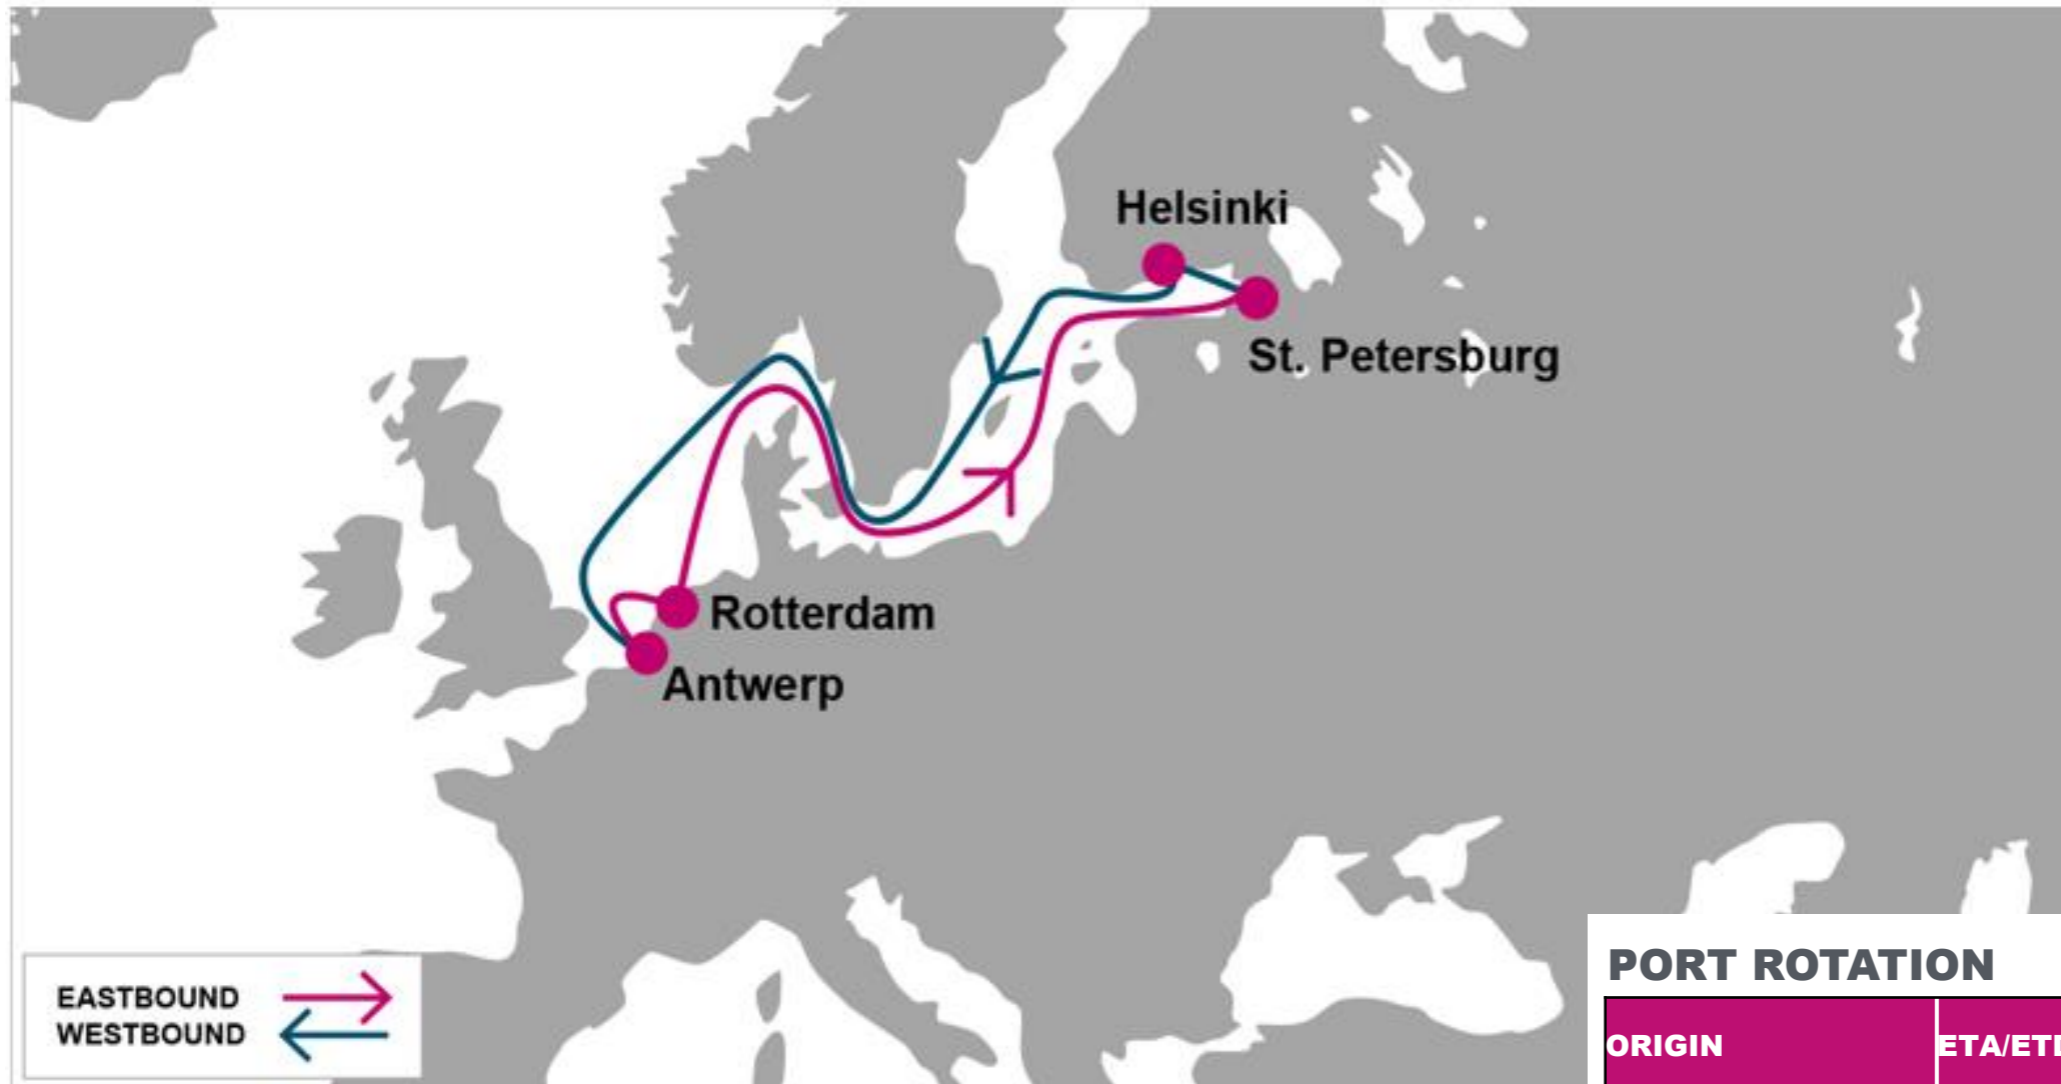 Helsinki
St. Petersburg
Rotterdam
Antwerp
EASTBOUND
WESTBOUND
PORT ROTATION
ORIGIN